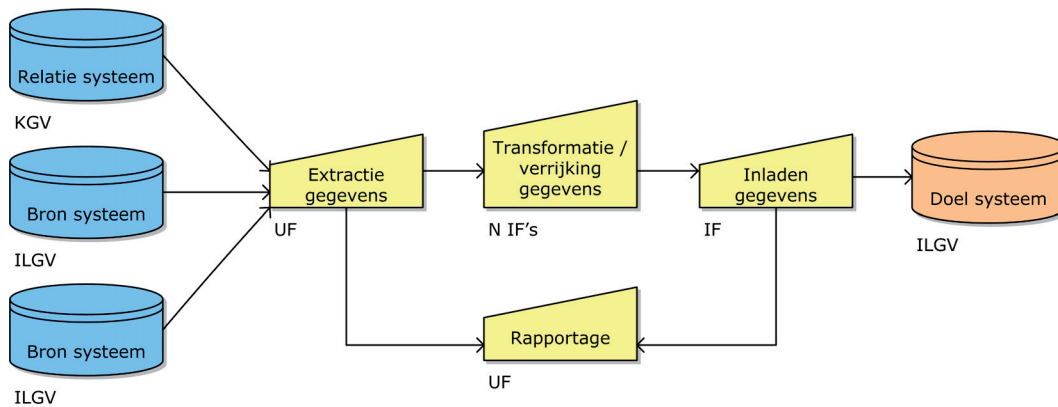 Relatie systeem
KGV
Bron systeem
ILGV
Bron systeem
ILGV
Extractie
gegevens
UF
Transformatie /
verrijking
gegevens
N IF's
Inladen
gegevens
IF
Doel systeem
ILGV
Rapportage
UF